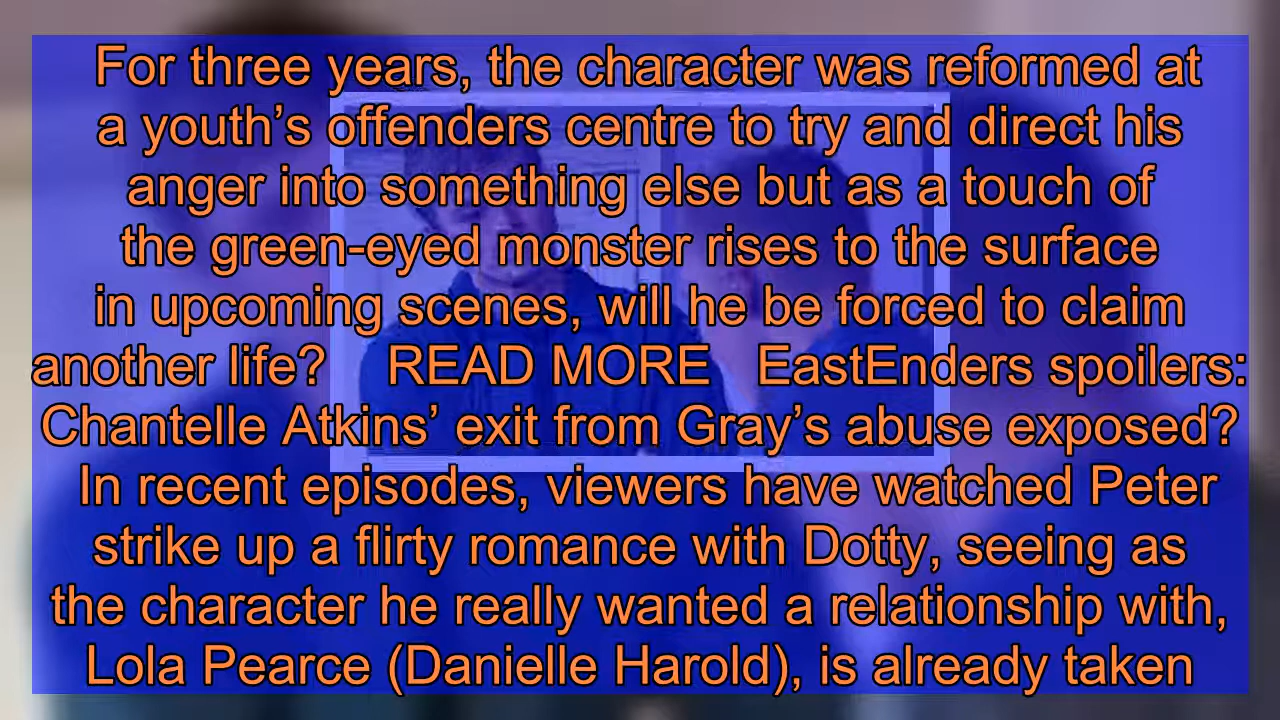 For three years, the character was reformed at
a youth’s offenders centre to try and direct his
anger into something else but as a touch of
the green-eyed monster rises to the surface
in upcoming scenes, will he be forced to claim
another life?    READ MORE   EastEnders spoilers:
Chantelle Atkins’ exit from Gray’s abuse exposed?
In recent episodes, viewers have watched Peter
strike up a flirty romance with Dotty, seeing as
the character he really wanted a relationship with,
Lola Pearce (Danielle Harold), is already taken